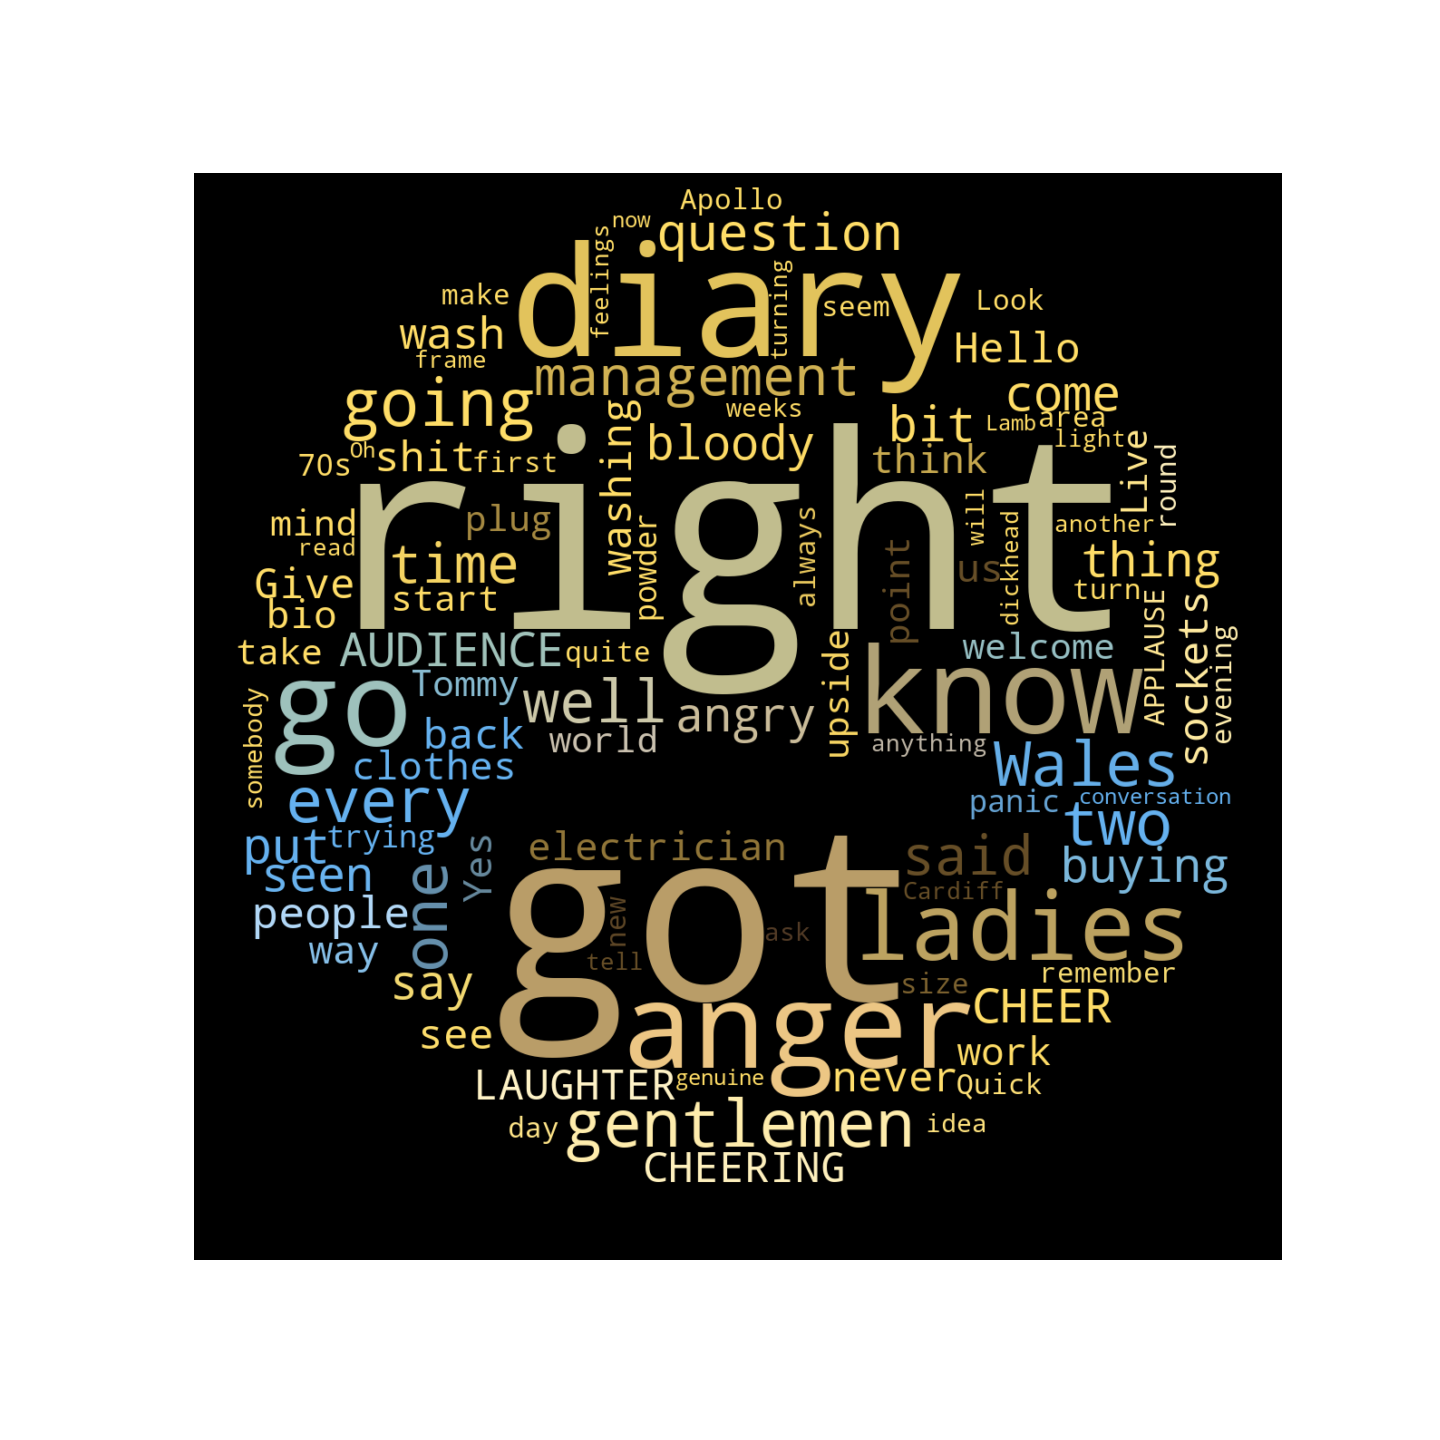 Apollo
now
question
feelings
diary
turning
make
seem
Look
wash
Hello
frame
management
going
come
weeks
bit
Lamb
area
bloody
light
Oh
shit
first
70s
think
Live
round
washing
right
mind
plug
read
powder
always
will
another
dickhead
time
point
us
thing
Give
start
turn
bio
take
AUDIENCE
quite
upside
welcome
APPLAUSE
sockets
evening
go
Tommy
well
know
angry
somebody
back
world
anything
clothes
Wales
every
panic
conversation
put
trying
two
Yes
electrician
said
seen
buying
one
people
new
got
Cardiff
ask
ladies
way
tell
say
size
remember
anger
CHEER
see
work
LAUGHTER
genuine
never
Quick
day
gentlemen
idea
CHEERING